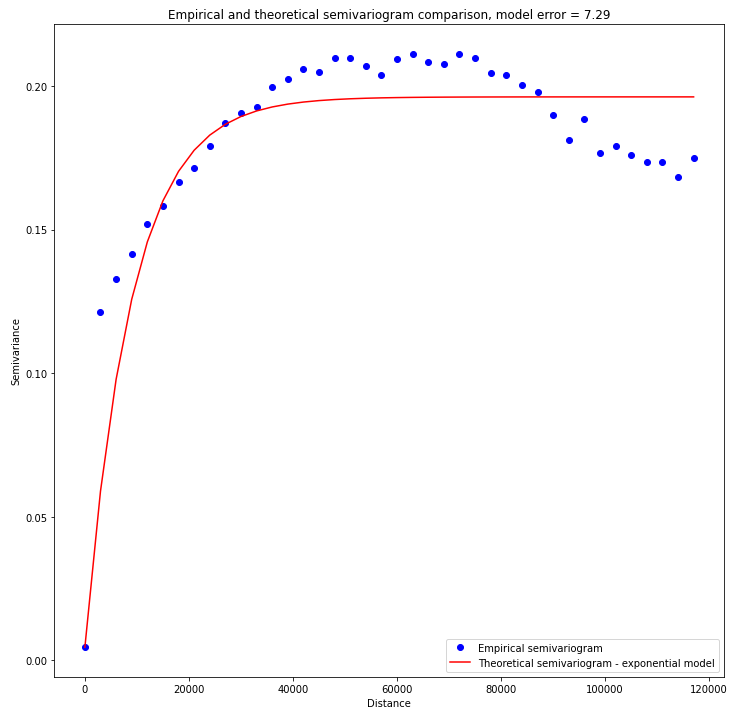 Empirical and theoretical semivariogram comparison, model error = 7.29
0.20
0.15
0.10
0.05
0.00
Semivariance
Empirical semivariogram
Theoretical semivariogram - exponential model
0 20000 40000 60000 80000 100000 120000
Distance